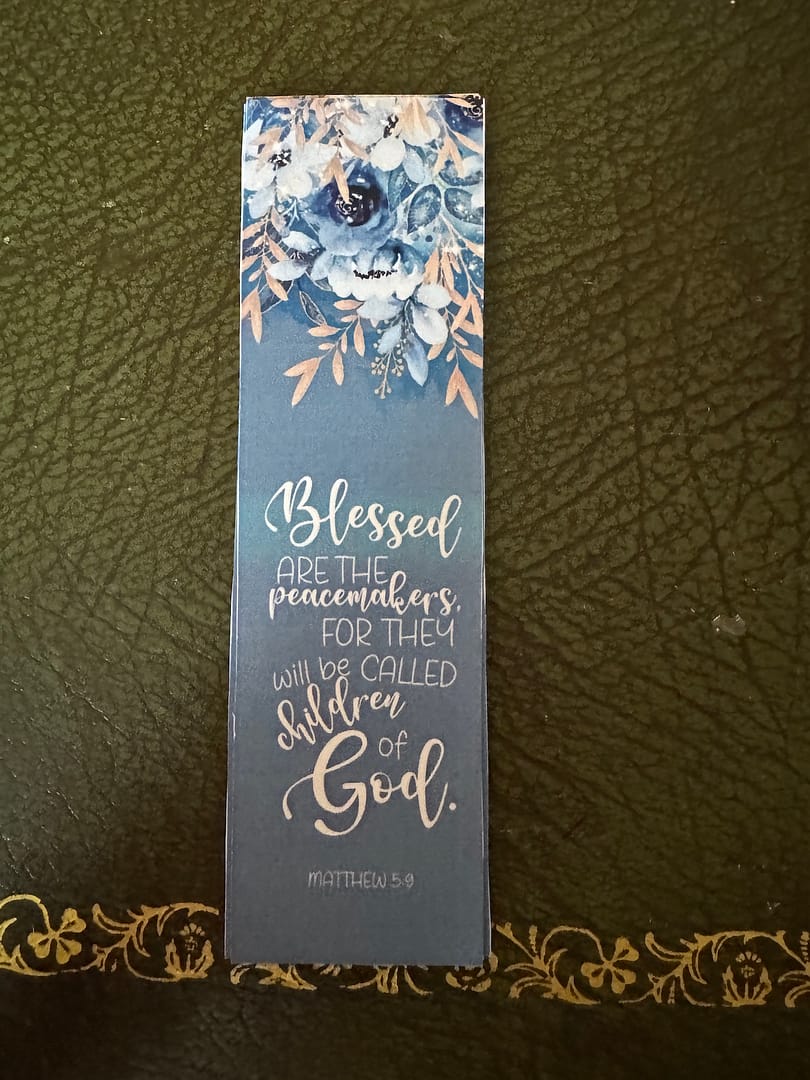 Blessed
ARE THE
peacemakers,
FOR THEY
will be CALLED
children
of
God.
MATTHEW 5:9